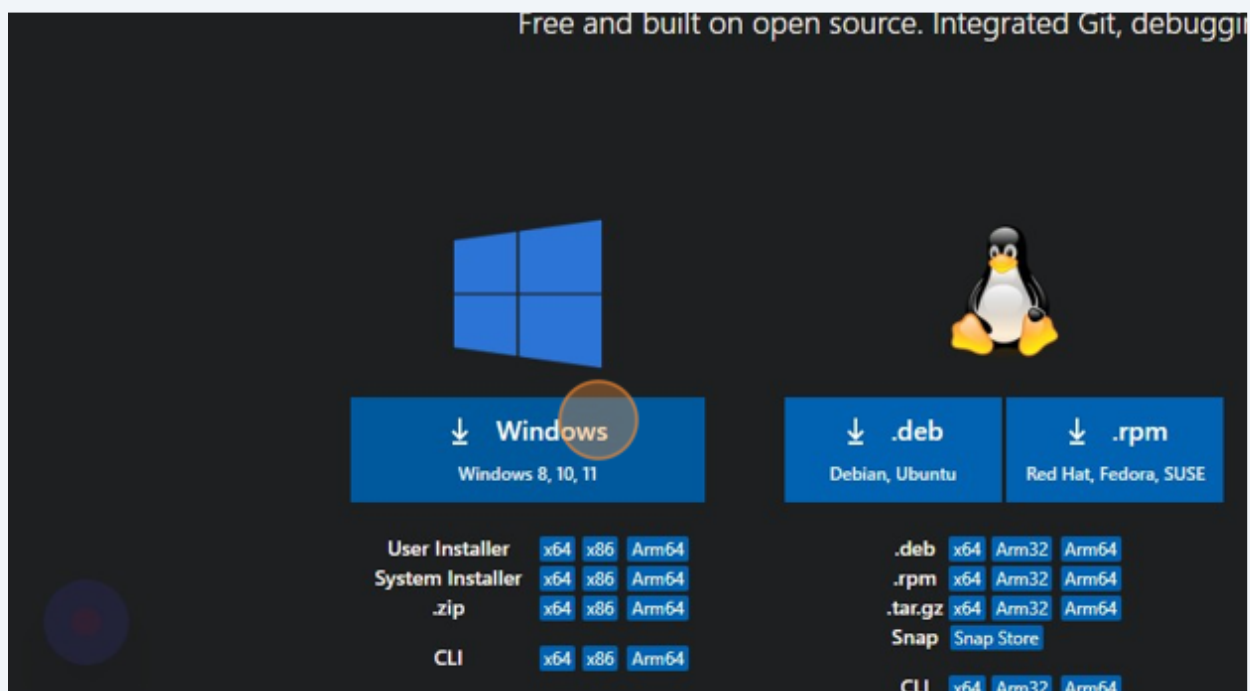 Free and built on open source. Integrated Git, debuggi
Windows
Windows 8, 10, 11
User Installer x64 x86 Arm64
System Installer x64 x86 Arm64
.zip x64 x86 Arm64
CLI x64 x86 Arm64
.deb
Debian, Ubuntu
.rpm
Red Hat, Fedora, SUSE
.deb x64 Arm32 Arm64
.rpm x64 Arm32 Arm64
.tar.gz x64 Arm32 Arm64
Snap Snap Store
CLI x64 Arm32 Arm64